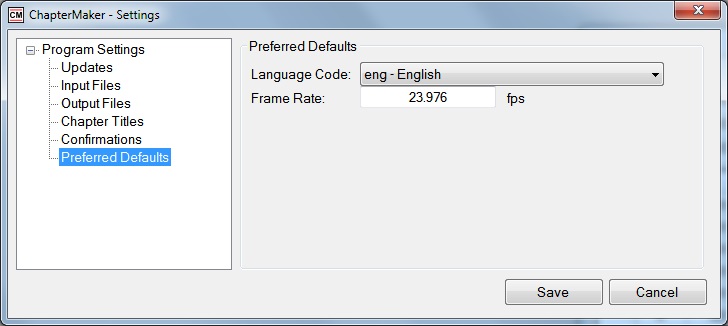 CM ChapterMaker - Settings
Program Settings
Updates
Input Files
Output Files
Chapter Titles
Confirmations
Preferred Defaults
Preferred Defaults
Language Code: eng - English
Frame Rate: 23.976 fps
Save Cancel